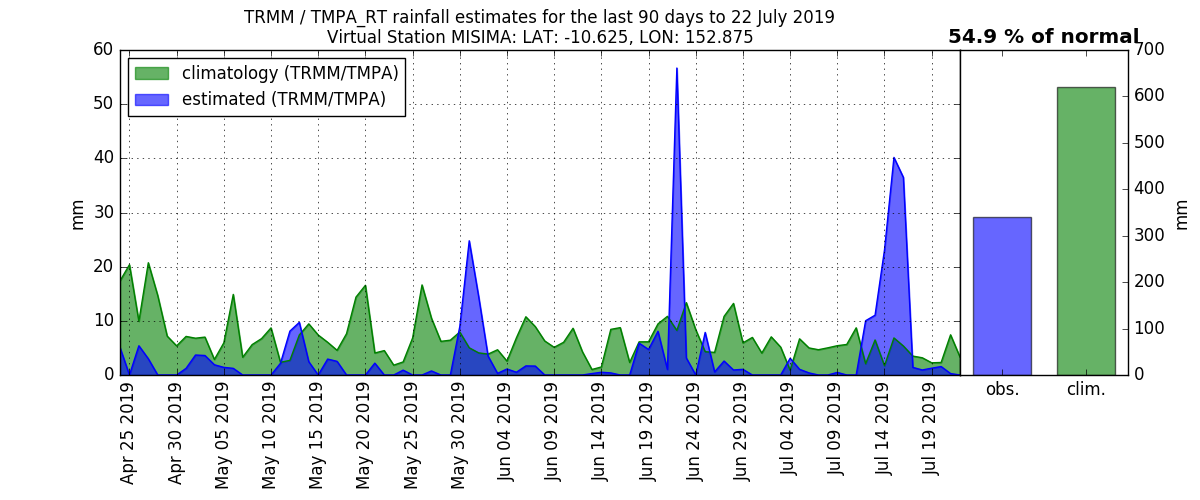 TRMM / TMPA_RT rainfall estimates for the last 90 days to 22 July 2019
Virtual Station MISIMA: LAT: -10.625, LON: 152.875
54.9 % of normal
climatology (TRMM/TMPA)
estimated (TRMM/TMPA)
mm
60
50
40
30
20
10
0
Apr 25 2019
Apr 30 2019
May 05 2019
May 10 2019
May 15 2019
May 20 2019
May 25 2019
May 30 2019
Jun 04 2019
Jun 09 2019
Jun 14 2019
Jun 19 2019
Jun 24 2019
Jun 29 2019
Jul 04 2019
Jul 09 2019
Jul 14 2019
Jul 19 2019
obs.
clim.
700
600
500
400
300
200
100
0
mm